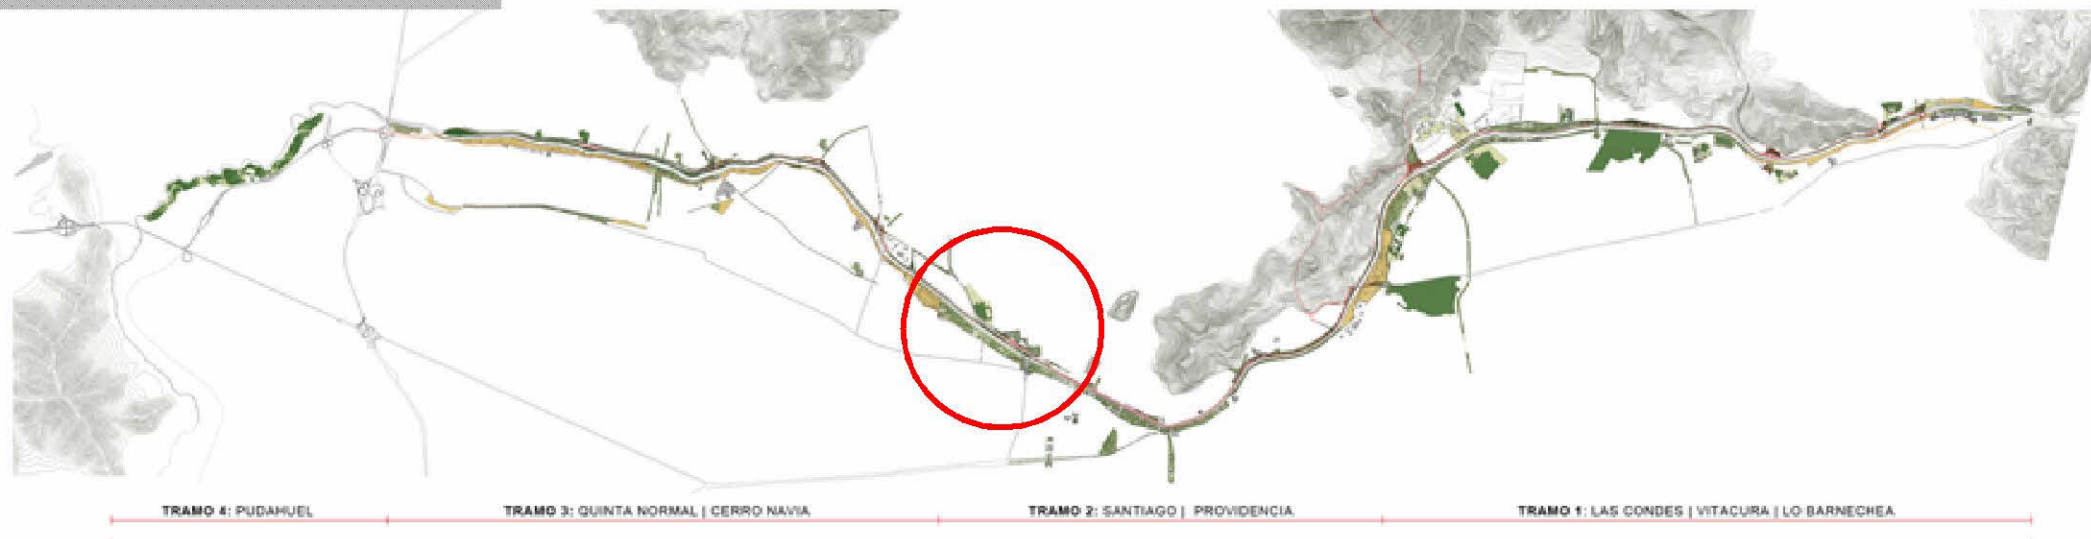 TRAMO 4: PUDAHUEL
TRAMO 3: QUINTA NORMAL | CERRO NAVIA
TRAMO 2: SANTIAGO | PROVIDENCIA
TRAMO 1: LAS CONDES | VITACURA | LO BARNECHEA